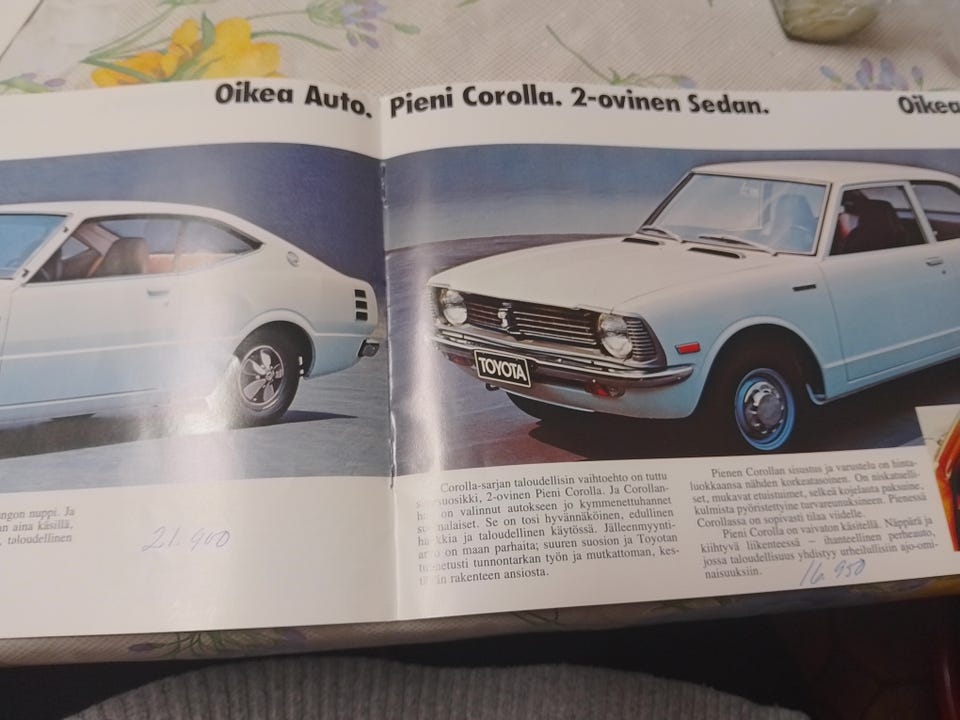 Oikea Auto.
ngon nuppi. Ja
n aina käsillä,
, taloudellinen
21.900
Pieni Corolla. 2-ovinen Sedan.
Oikea
TOYOTA
Corolla-sarjan taloudellisin vaihtoehto on tuttu
suosikki, 2-ovinen Pieni Corolla. Ja Corollan-
on valinnut autokseen jo kymmenettuhannet
suomalaiset. Se on tosi hyvännäköinen, edullinen
ja taloudellinen käytössä. Jälleenmyynti-
on maan parhaita; suuren suosion ja Toyotan
tunnetusti tunnontarkan työn ja mutkattoman, kes-
rakenteen ansiosta.
Pienen Corollan sisustus ja varustelu on hinta-
luokkaansa nähden korkeatasoinen. On niskatuelli-
set, mukavat etuistuimet, selkeä kojelauta paksuine,
kulmista pyöristettyine turvareunuksineen. Pienessä
Corollassa on sopivasti tilaa viidelle.
Pieni Corolla on vaivaton käsitellä. Näppärä ja
kiihtyvä liikenteessä – ihanteellinen perheauto,
jossa taloudellisuus yhdistyy urheilullisiin ajo-omi-
naisuuksiin.
16.950